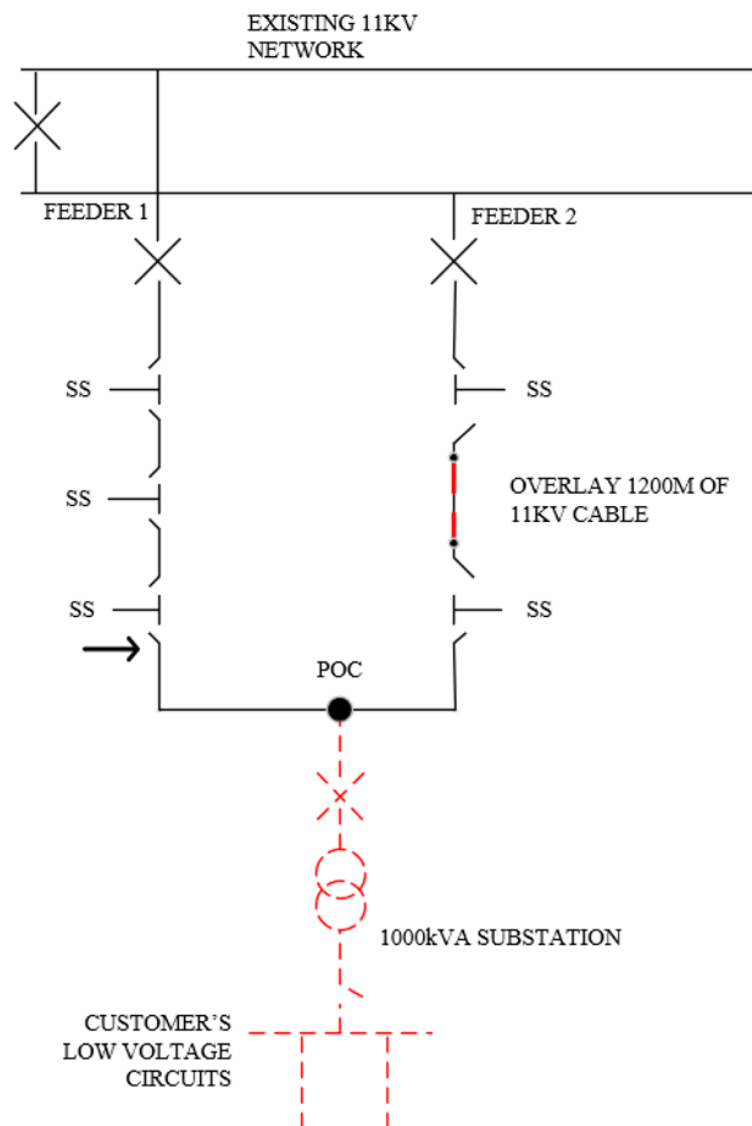 EXISTING 11KV
NETWORK
FEEDER 1
FEEDER 2
SS
SS
SS
OVERLAY 1200M OF
11KV CABLE
SS
SS
POC
1000kVA SUBSTATION
CUSTOMER'S
LOW VOLTAGE
CIRCUITS